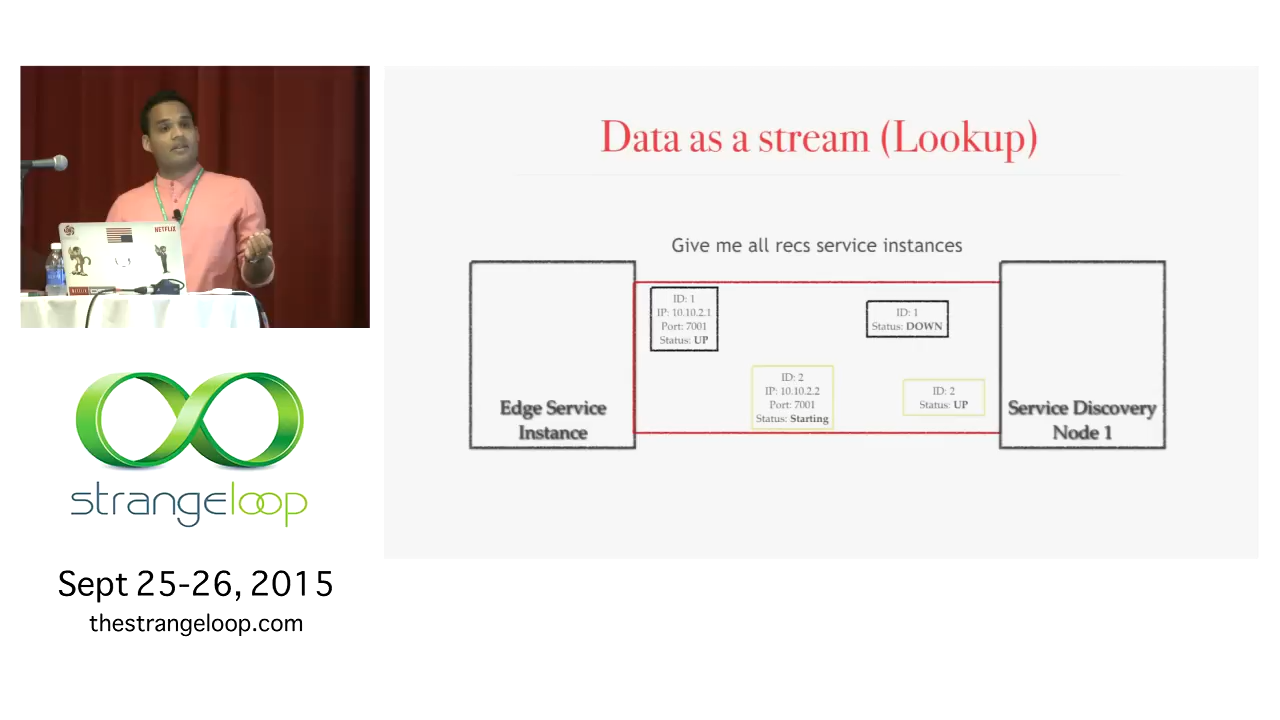 Data as a stream (Lookup)
Give me all recs service instances
ID: 1
IP: 10.10.2.1
Port: 7001
Status: UP
ID: 1
Status: DOWN
ID: 2
IP: 10.10.2.2
Port: 7001
Status: Starting
ID: 2
Status: UP
Edge Service
Instance
Service Discovery
Node 1
NETFLIX
NETFLIX
strangeloop
Sept 25-26, 2015
thestrangeloop.com